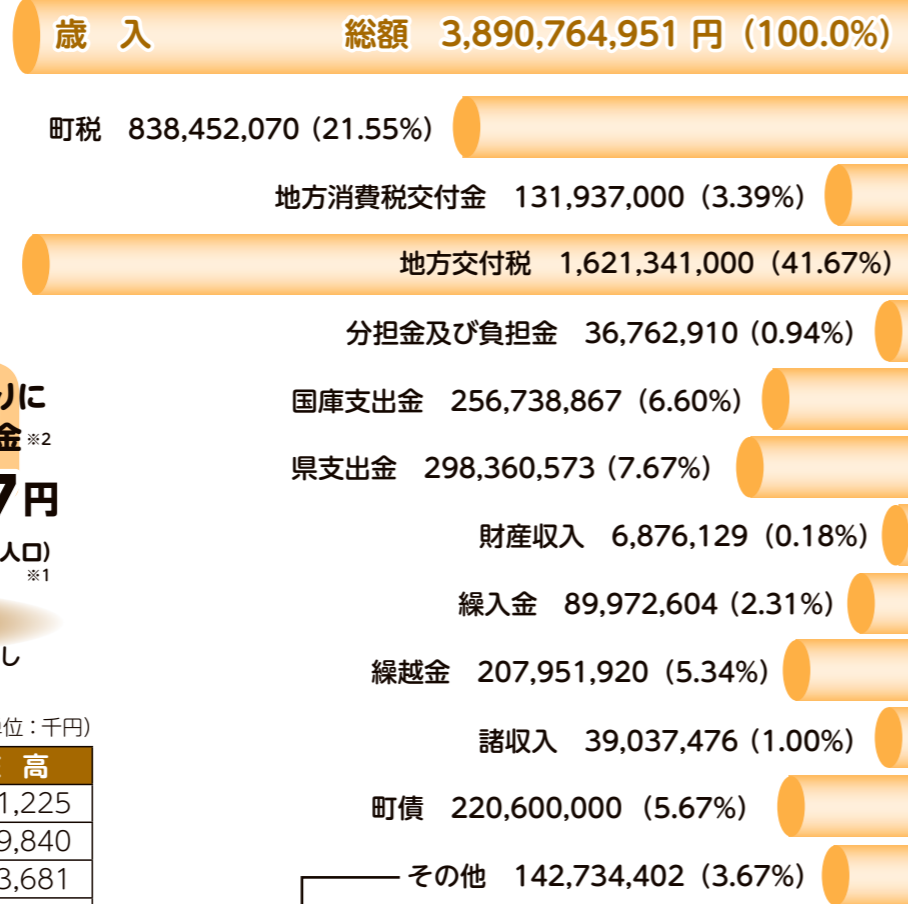 歳 入 総額 3,890,764,951 円 (100.0%)
町税 838,452,070 (21.55%)
地方消費税交付金 131,937,000 (3.39%)
地方交付税 1,621,341,000 (41.67%)
分担金及び負担金 36,762,910 (0.94%)
国庫支出金 256,738,867 (6.60%)
県支出金 298,360,573 (7.67%)
財産収入 6,876,129 (0.18%)
繰入金 89,972,604 (2.31%)
繰越金 207,951,920 (5.34%)
諸収入 39,037,476 (1.00%)
町債 220,600,000 (5.67%)
その他 142,734,402 (3.67%)
りに
金※2
7円
人口)
※1
し
位:千円)
高
1,225
9,840
3,681